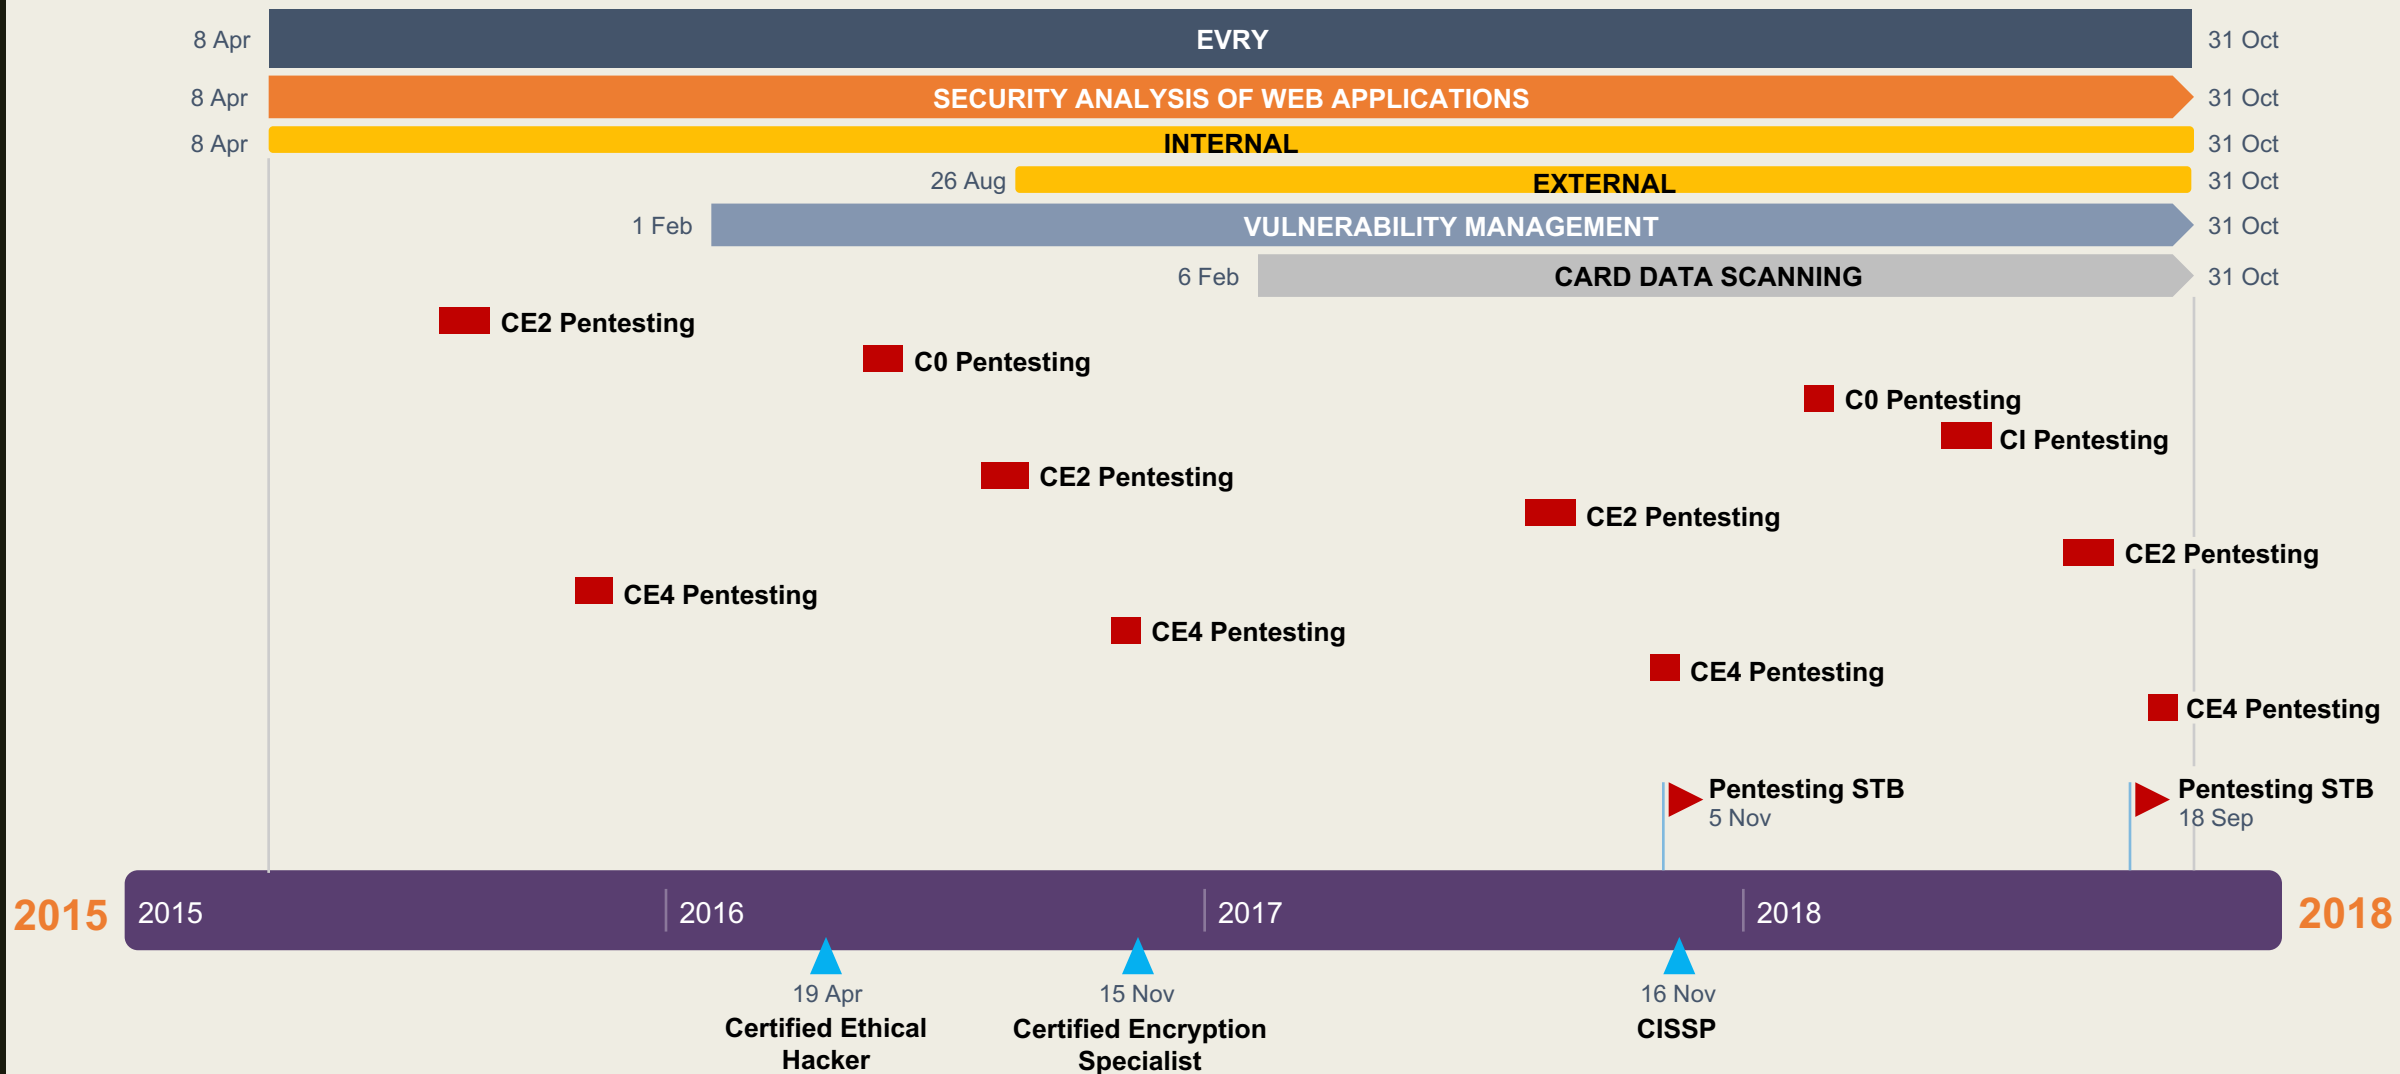 8 Apr EVRY 31 Oct
8 Apr SECURITY ANALYSIS OF WEB APPLICATIONS 31 Oct
8 Apr INTERNAL 31 Oct
26 Aug EXTERNAL 31 Oct
1 Feb VULNERABILITY MANAGEMENT 31 Oct
6 Feb CARD DATA SCANNING 31 Oct
CE2 Pentesting
C0 Pentesting
C0 Pentesting
CI Pentesting
CE2 Pentesting
CE2 Pentesting
CE2 Pentesting
CE4 Pentesting
CE4 Pentesting
CE4 Pentesting
CE4 Pentesting
Pentesting STB
5 Nov
Pentesting STB
18 Sep
2015 2015 2016 2017 2018 2018
19 Apr
Certified Ethical
Hacker
15 Nov
Certified Encryption
Specialist
16 Nov
CISSP